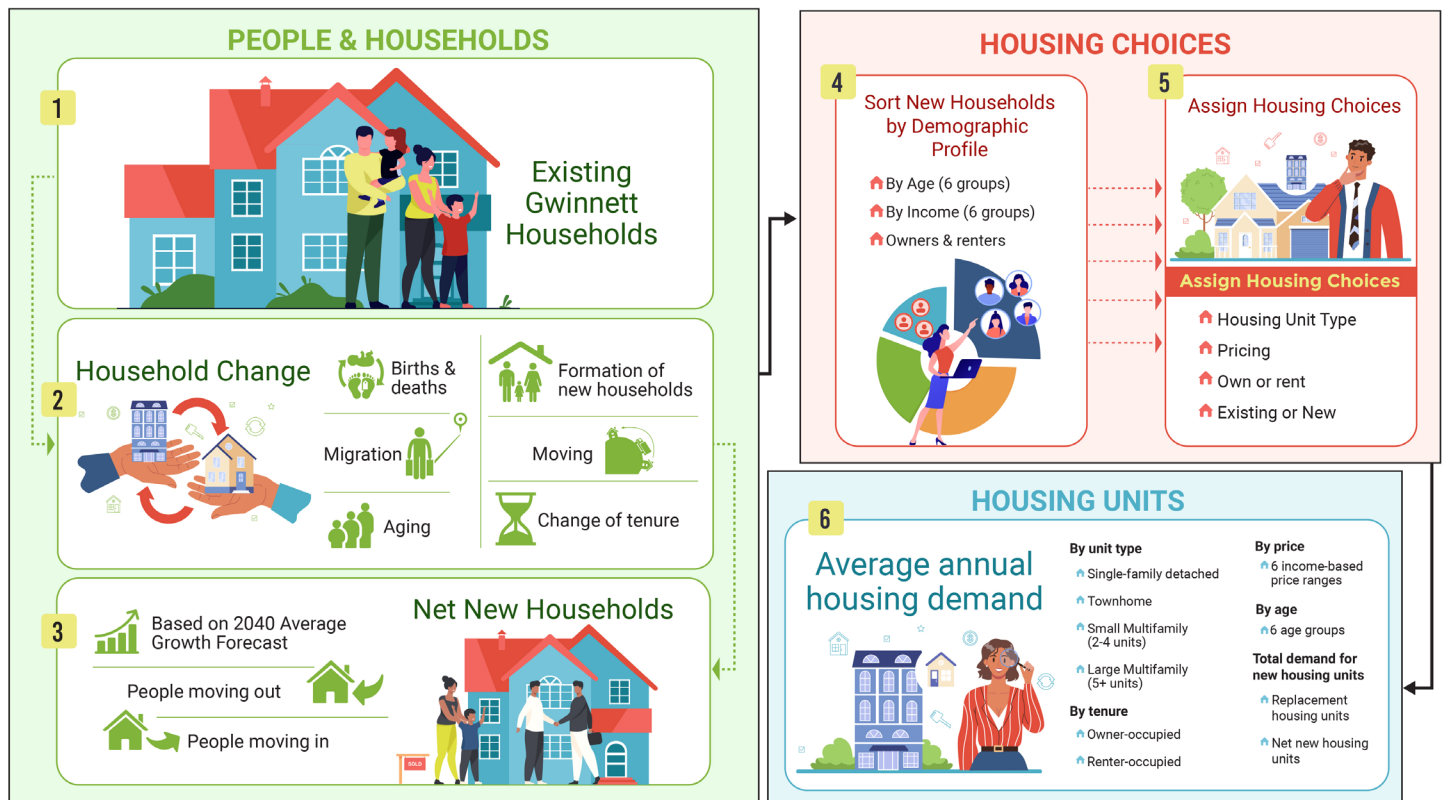 PEOPLE & HOUSEHOLDS
1
Existing
Gwinnett
Households
2
Household Change
Births &
deaths
Migration
Aging
Formation of
new households
Moving
Change of tenure
3
Based on 2040 Average
Growth Forecast
People moving out
People moving in
Net New Households
SOLD
HOUSING CHOICES
4
Sort New Households
by Demographic
Profile
By Age (6 groups)
By Income (6 groups)
Owners & renters
5
Assign Housing Choices
Assign Housing Choices
Housing Unit Type
Pricing
Own or rent
Existing or New
HOUSING UNITS
6
Average annual
housing demand
By unit type
Single-family detached
Townhome
Small Multifamily
(2-4 units)
Large Multifamily
(5+ units)
By tenure
Owner-occupied
Renter-occupied
By price
6 income-based
price ranges
By age
6 age groups
Total demand for
new housing units
Replacement
housing units
Net new housing
units